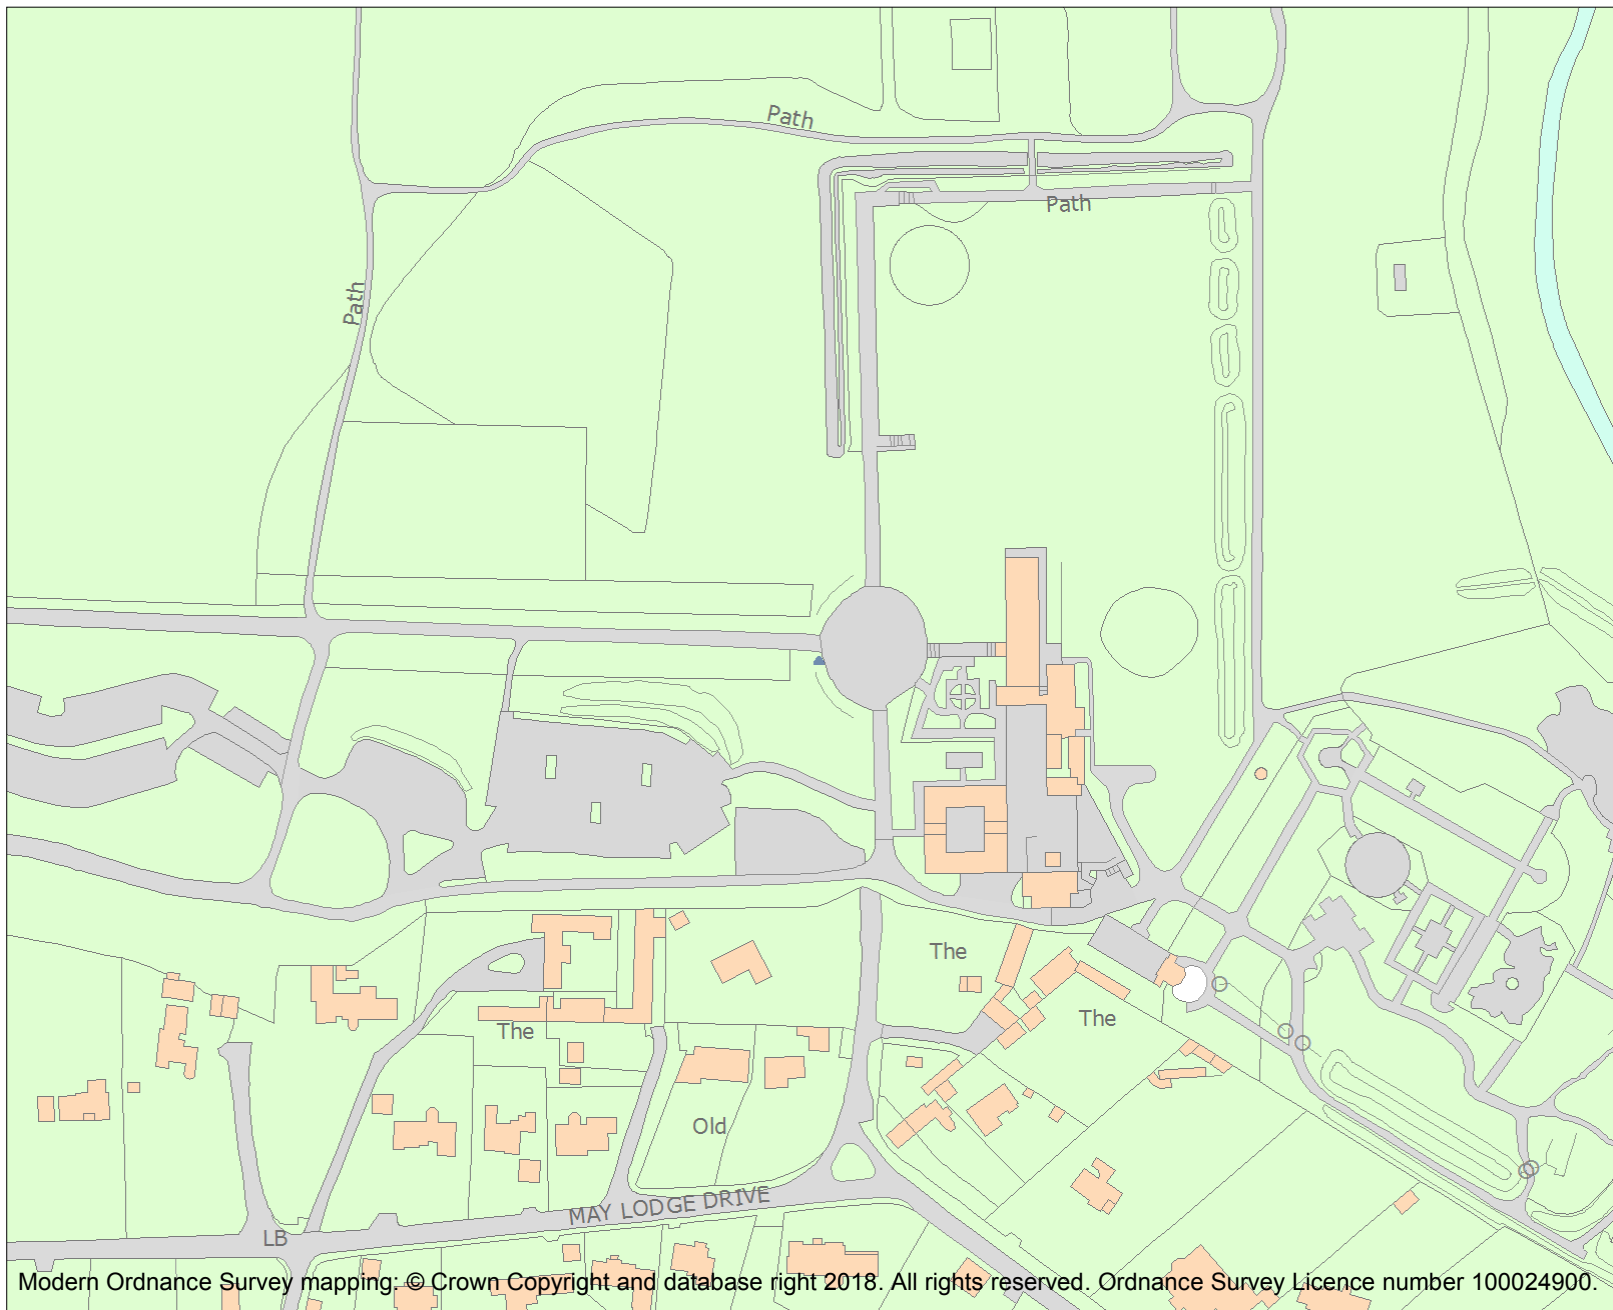 Path
Path
Path
The
The
The
Old
MAY LODGE DRIVE
LB
Modern Ordnance Survey mapping: © Crown Copyright and database right 2018. All rights reserved. Ordnance Survey Licence number 100024900.